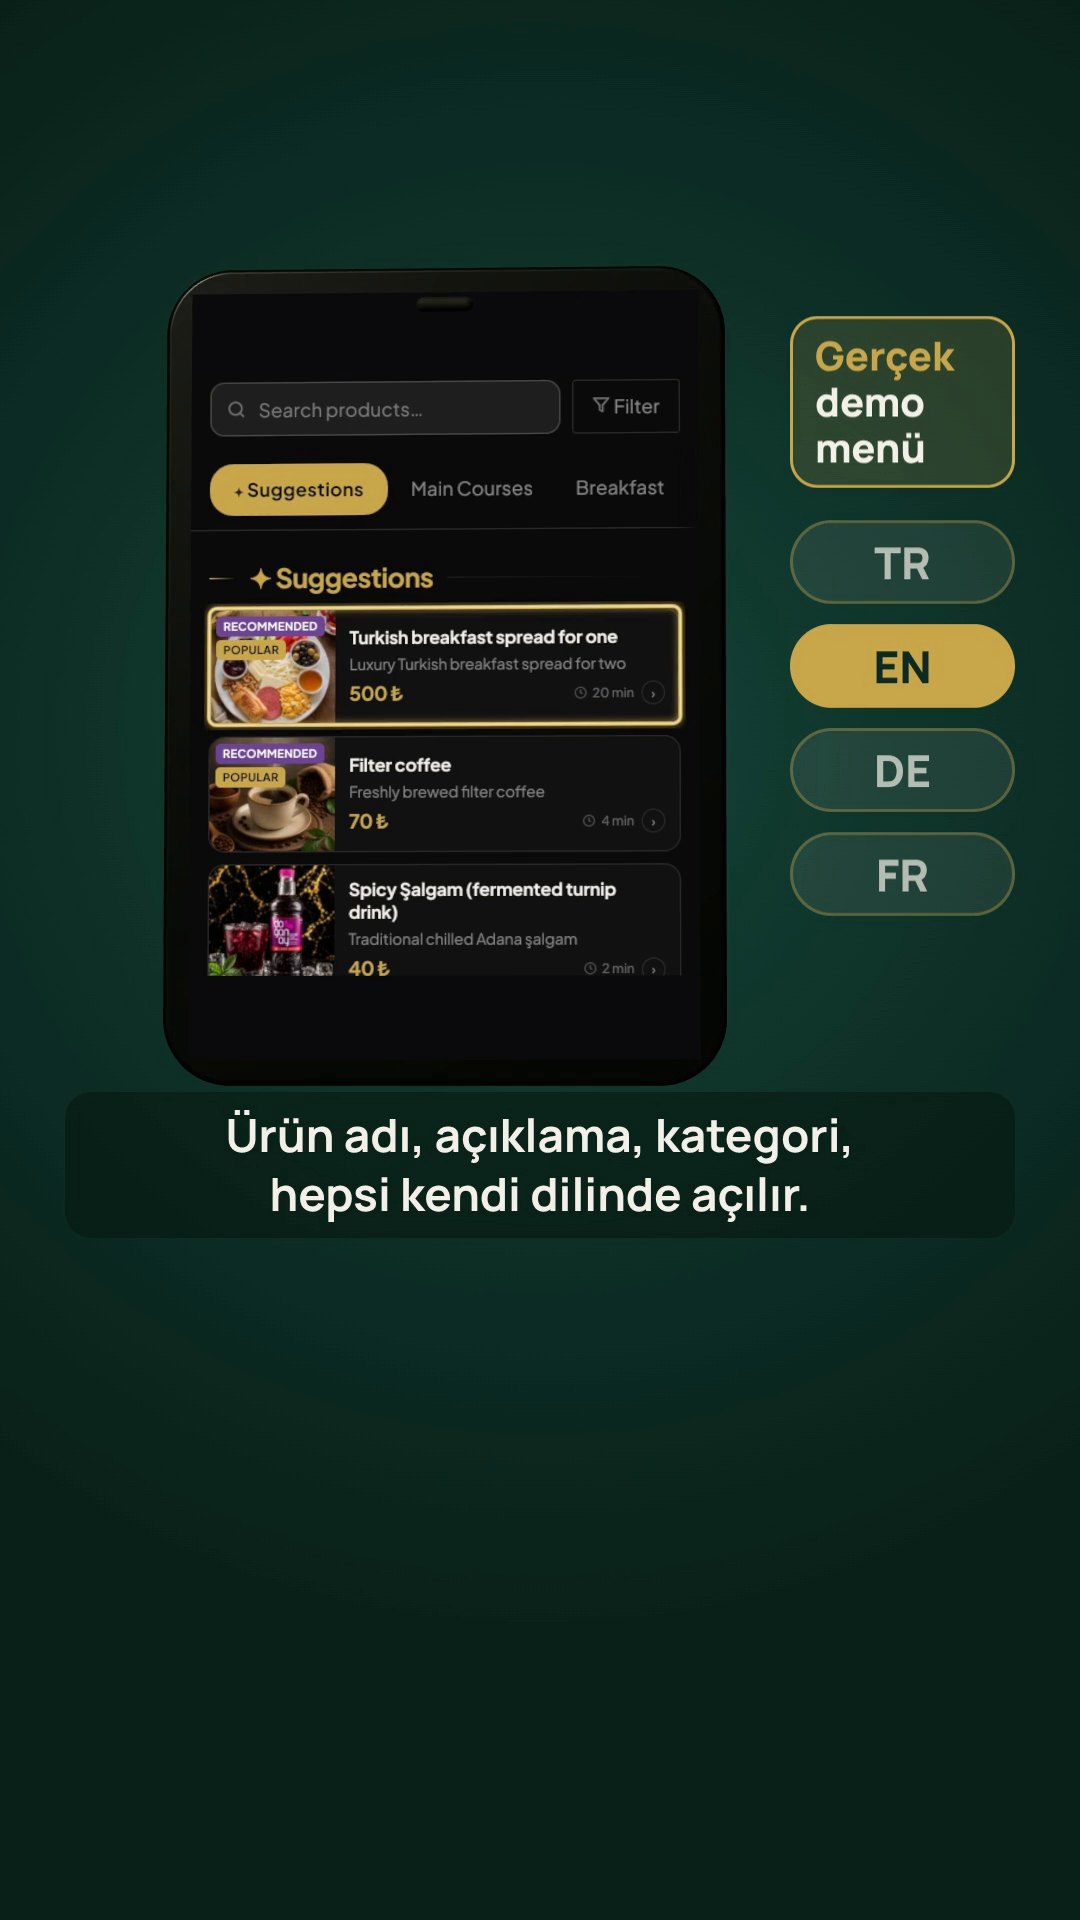 Search products...
Filter
Suggestions
Main Courses
Breakfast
Suggestions
RECOMMENDED
POPULAR
Turkish breakfast spread for one
Luxury Turkish breakfast spread for two
500 ₺
20 min
RECOMMENDED
POPULAR
Filter coffee
Freshly brewed filter coffee
70 ₺
4 min
Spicy Şalgam (fermented turnip
drink)
Traditional chilled Adana şalgam
40 ₺
2 min
Gerçek
demo
menü
TR
EN
DE
FR
Ürün adı, açıklama, kategori,
hepsi kendi dilinde açılır.